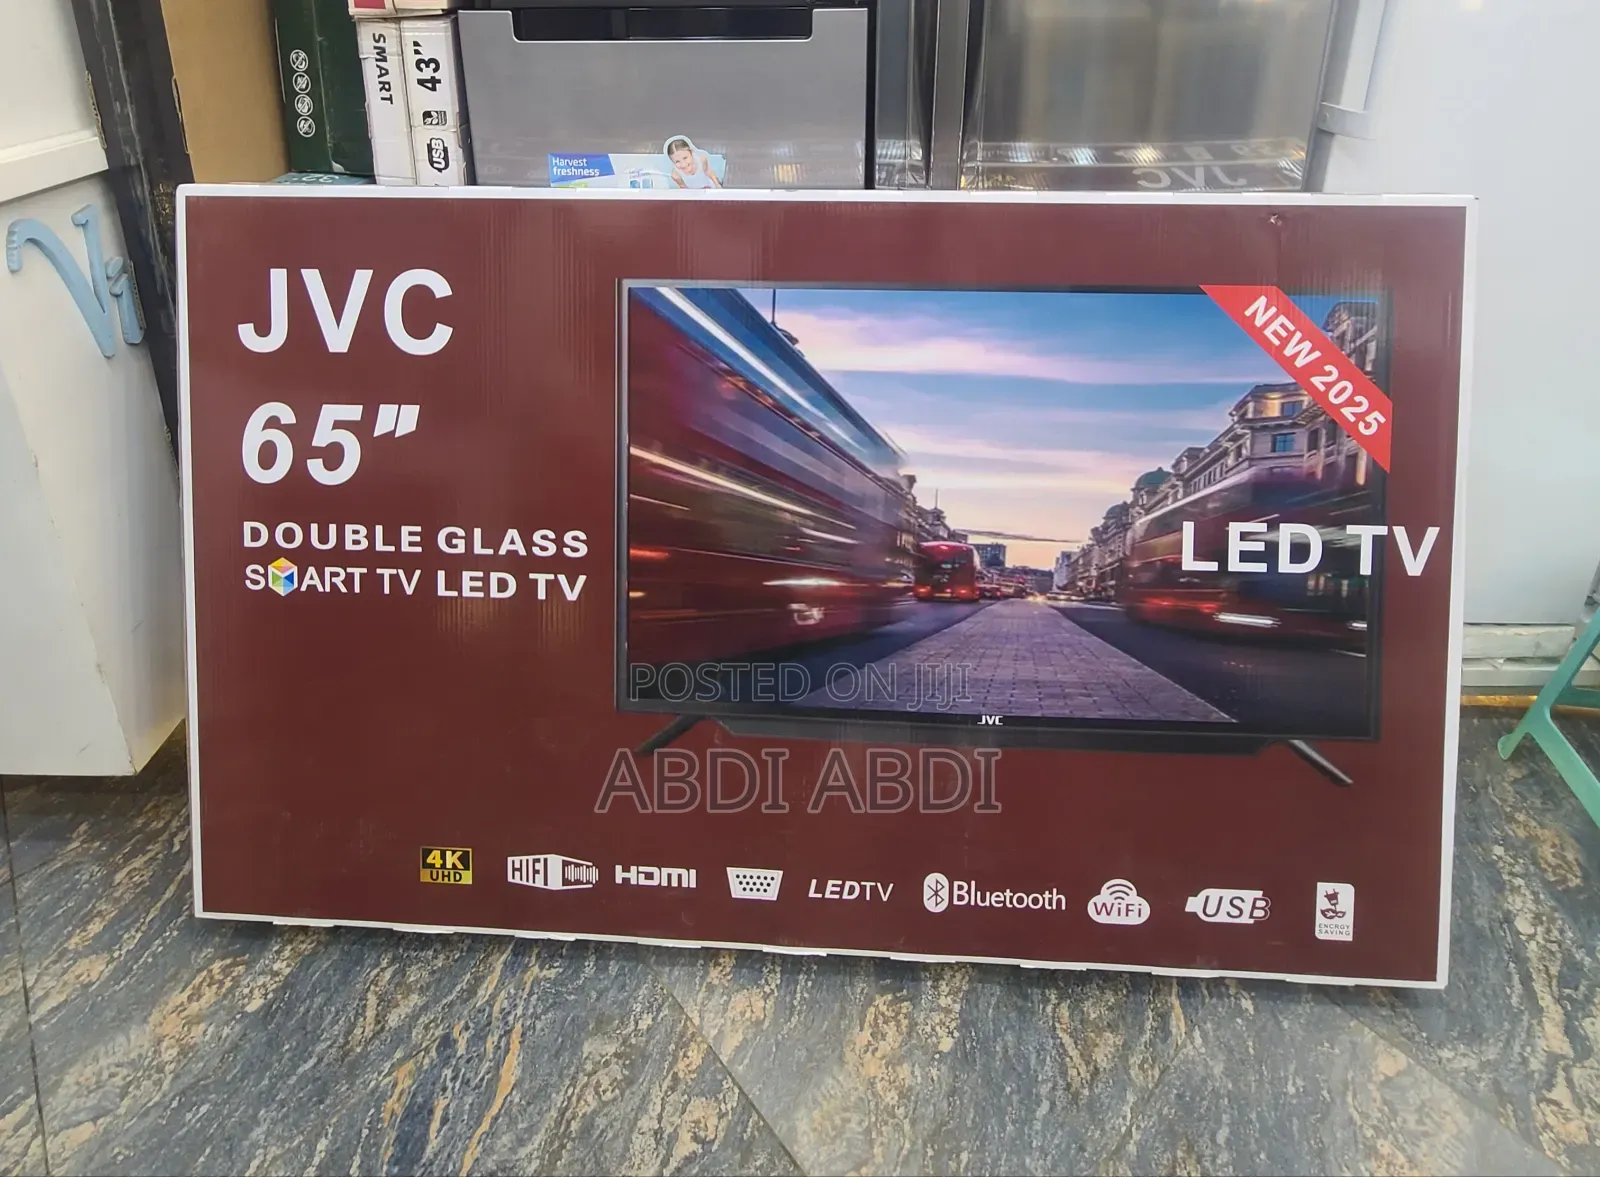 SMART
43"
USB
Harvest
freshness
JVC
JVC
65"
DOUBLE GLASS
SMART TV LED TV
NEW 2025
LED TV
JVC
POSTED ON JIJI
ABDI ABDI
4K
UHD
HIFI
HDMI
LEDTV
Bluetooth
WiFi
USB
ENERGY
SAVING